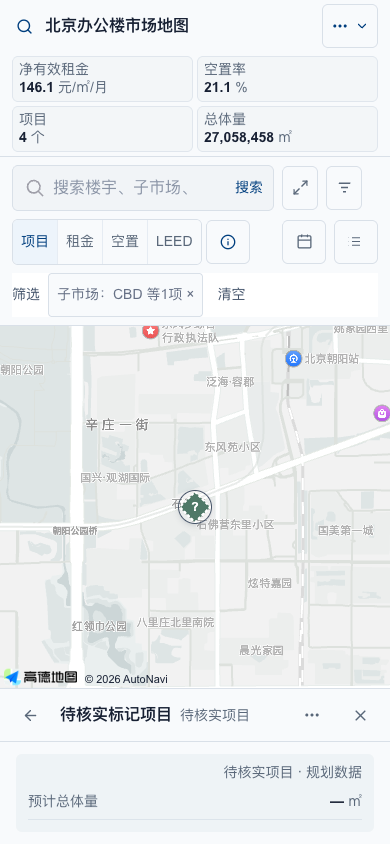 北京办公楼市场地图
净有效租金
146.1 元/㎡/月
空置率
21.1 %
项目
4 个
总体量
27,058,458 ㎡
搜索楼宇、子市场、
搜索
项目
租金
空置
LEED
筛选
子市场：CBD 等1项 ×
清空
行政执法队
姚家园西里
北京朝阳站
朝阳公园
泛海·容郡
辛庄一街
东风苑小区
国兴·观湖国际
石
?
石佛营东里小区
朝阳公园桥
国美第一城
炫特嘉园
红领巾公园
八里庄北里南院
晨光家园
高德地图
© 2026 AutoNavi
待核实标记项目
待核实项目
待核实项目 · 规划数据
预计总体量
— ㎡